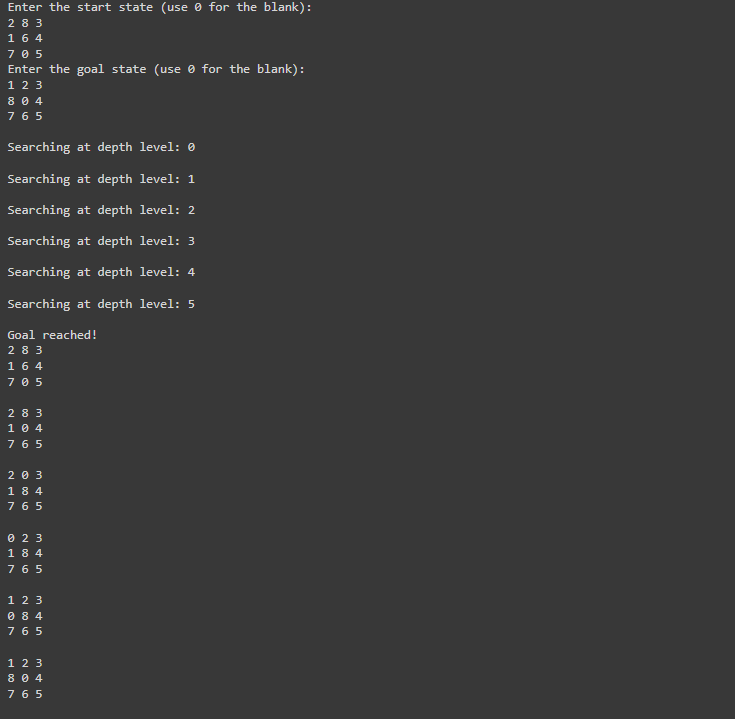 Enter the start state (use 0 for the blank):
2 8 3
1 6 4
7 0 5
Enter the goal state (use 0 for the blank):
1 2 3
8 0 4
7 6 5
Searching at depth level: 0
Searching at depth level: 1
Searching at depth level: 2
Searching at depth level: 3
Searching at depth level: 4
Searching at depth level: 5
Goal reached!
2 8 3
1 6 4
7 0 5
2 8 3
1 0 4
7 6 5
2 0 3
1 8 4
7 6 5
0 2 3
1 8 4
7 6 5
1 2 3
0 8 4
7 6 5
1 2 3
8 0 4
7 6 5